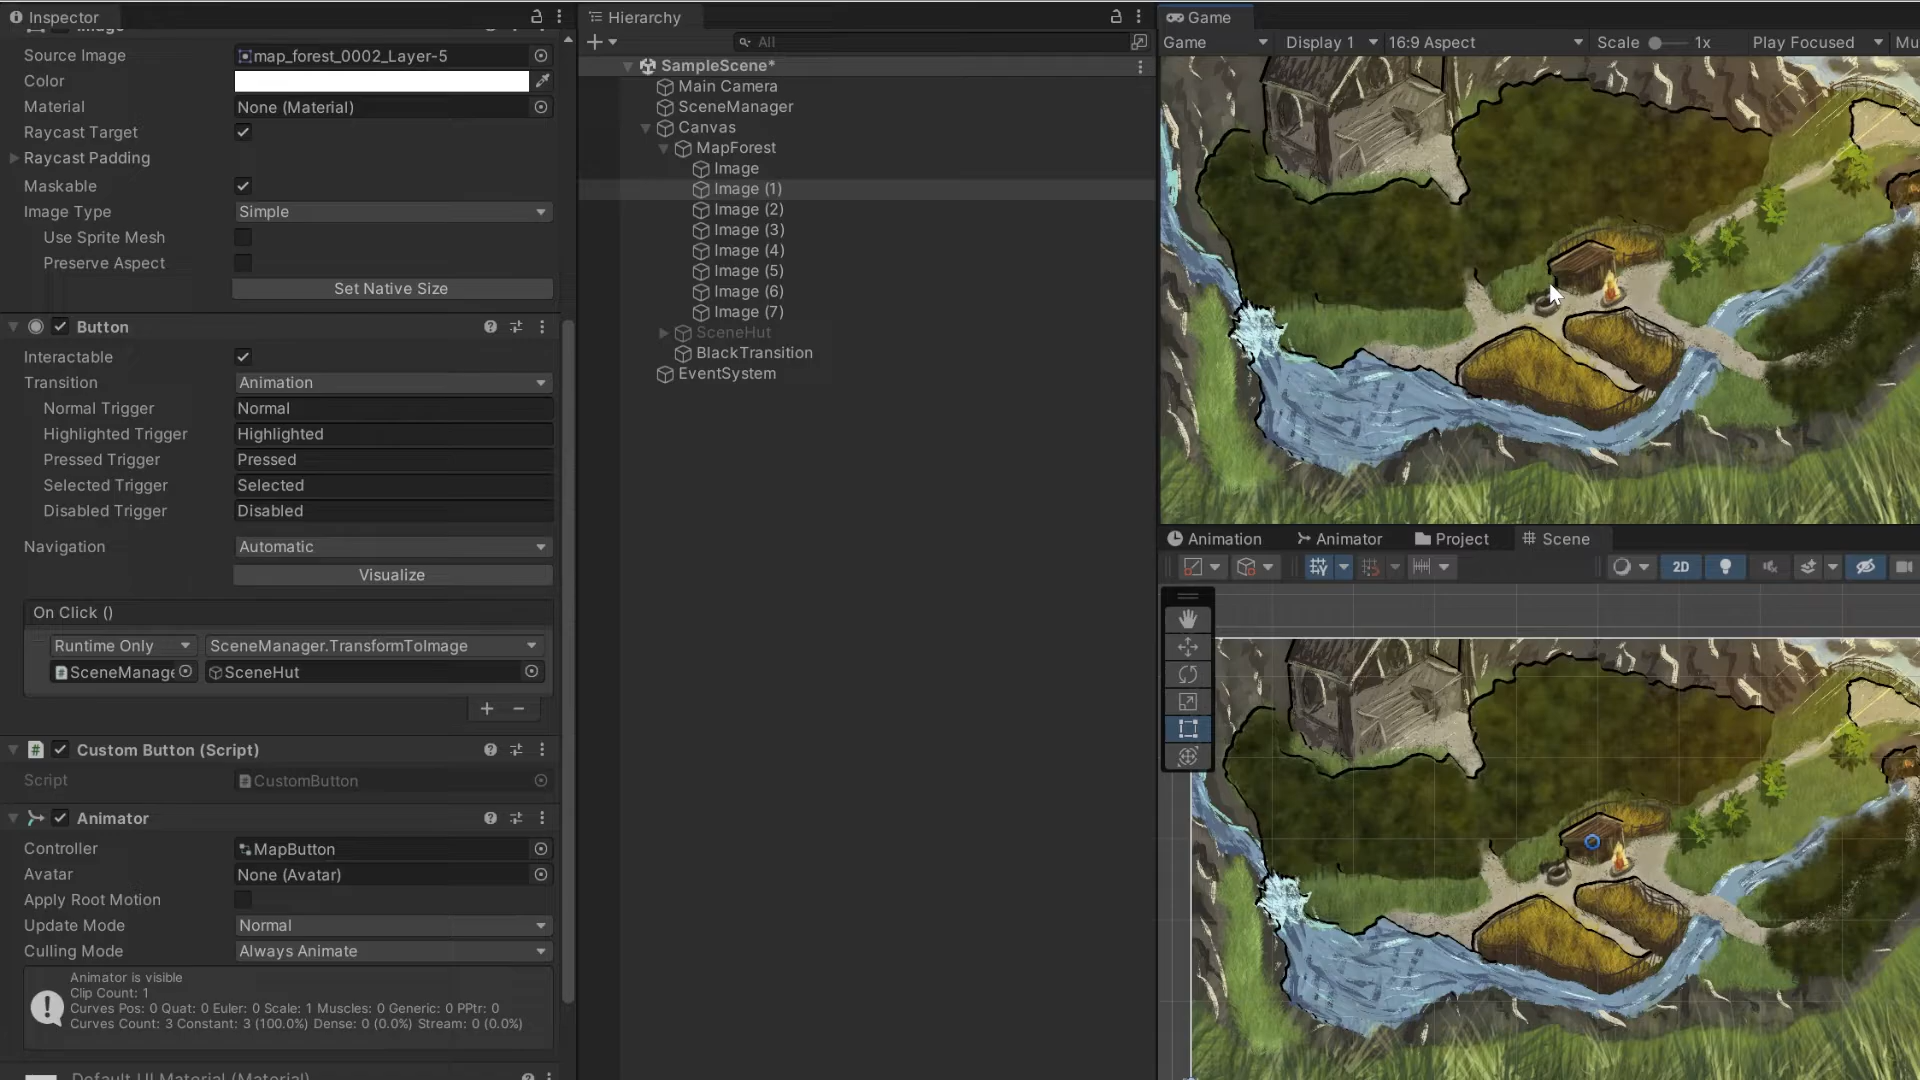 Inspector
Image
Source Image map_forest_0002_Layer-5
Color
Material None (Material)
Raycast Target
Raycast Padding
Maskable
Image Type Simple
Use Sprite Mesh
Preserve Aspect
Set Native Size
Button
Interactable
Transition Animation
Normal Trigger Normal
Highlighted Trigger Highlighted
Pressed Trigger Pressed
Selected Trigger Selected
Disabled Trigger Disabled
Navigation Automatic
Visualize
On Click ()
Runtime Only SceneManager.TransformToImage
SceneManage SceneHut
+ −
Custom Button (Script)
Script CustomButton
Animator
Controller MapButton
Avatar None (Avatar)
Apply Root Motion
Update Mode Normal
Culling Mode Always Animate
Animator is visible
Clip Count: 1
Curves Pos: 0 Quat: 0 Euler: 0 Scale: 1 Muscles: 0 Generic: 0 PPtr: 0
Curves Count: 3 Constant: 3 (100.0%) Dense: 0 (0.0%) Stream: 0 (0.0%)
Default UI Material (Material)
Hierarchy
All
SampleScene*
Main Camera
SceneManager
Canvas
MapForest
Image
Image (1)
Image (2)
Image (3)
Image (4)
Image (5)
Image (6)
Image (7)
SceneHut
BlackTransition
EventSystem
Game
Game Display 1 16:9 Aspect Scale 1x Play Focused Mu
Animation Animator Project Scene
2D